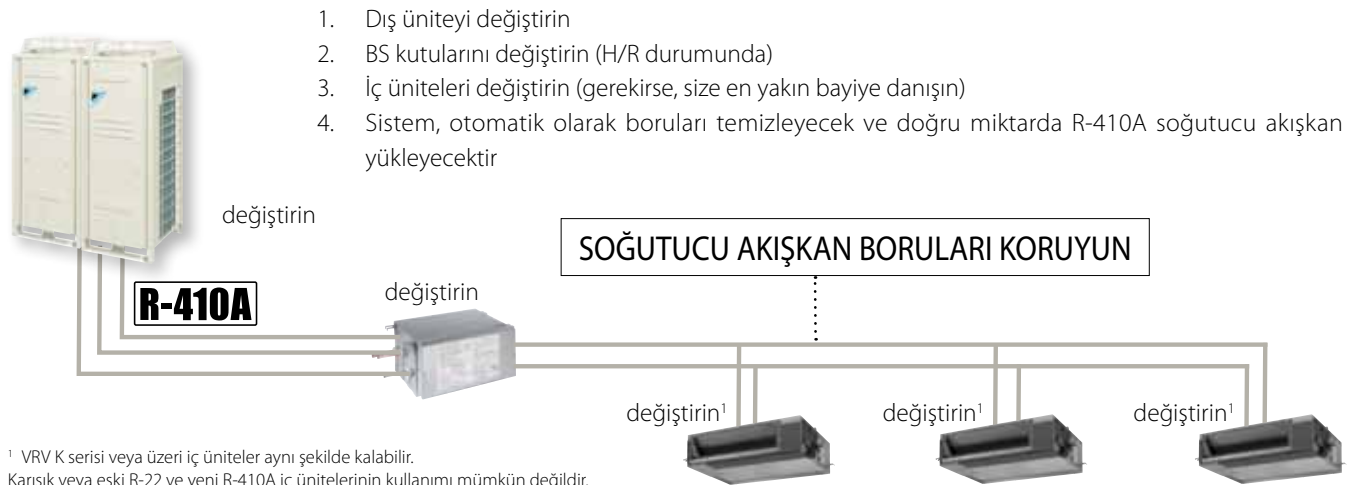 1. Dış üniteyi değiştirin
2. BS kutularını değiştirin (H/R durumunda)
3. İç üniteleri değiştirin (gerekirse, size en yakın bayiye danışın)
4. Sistem, otomatik olarak boruları temizleyecek ve doğru miktarda R-410A soğutucu akışkan
yükleyecektir
değiştirin
SOĞUTUCU AKIŞKAN BORULARI KORUYUN
R-410A
değiştirin
değiştirin¹
değiştirin¹
değiştirin¹
¹ VRV K serisi veya üzeri iç üniteler aynı şekilde kalabilir.
Karışık veya eski R-22 ve yeni R-410A iç ünitelerinin kullanımı mümkün değildir.